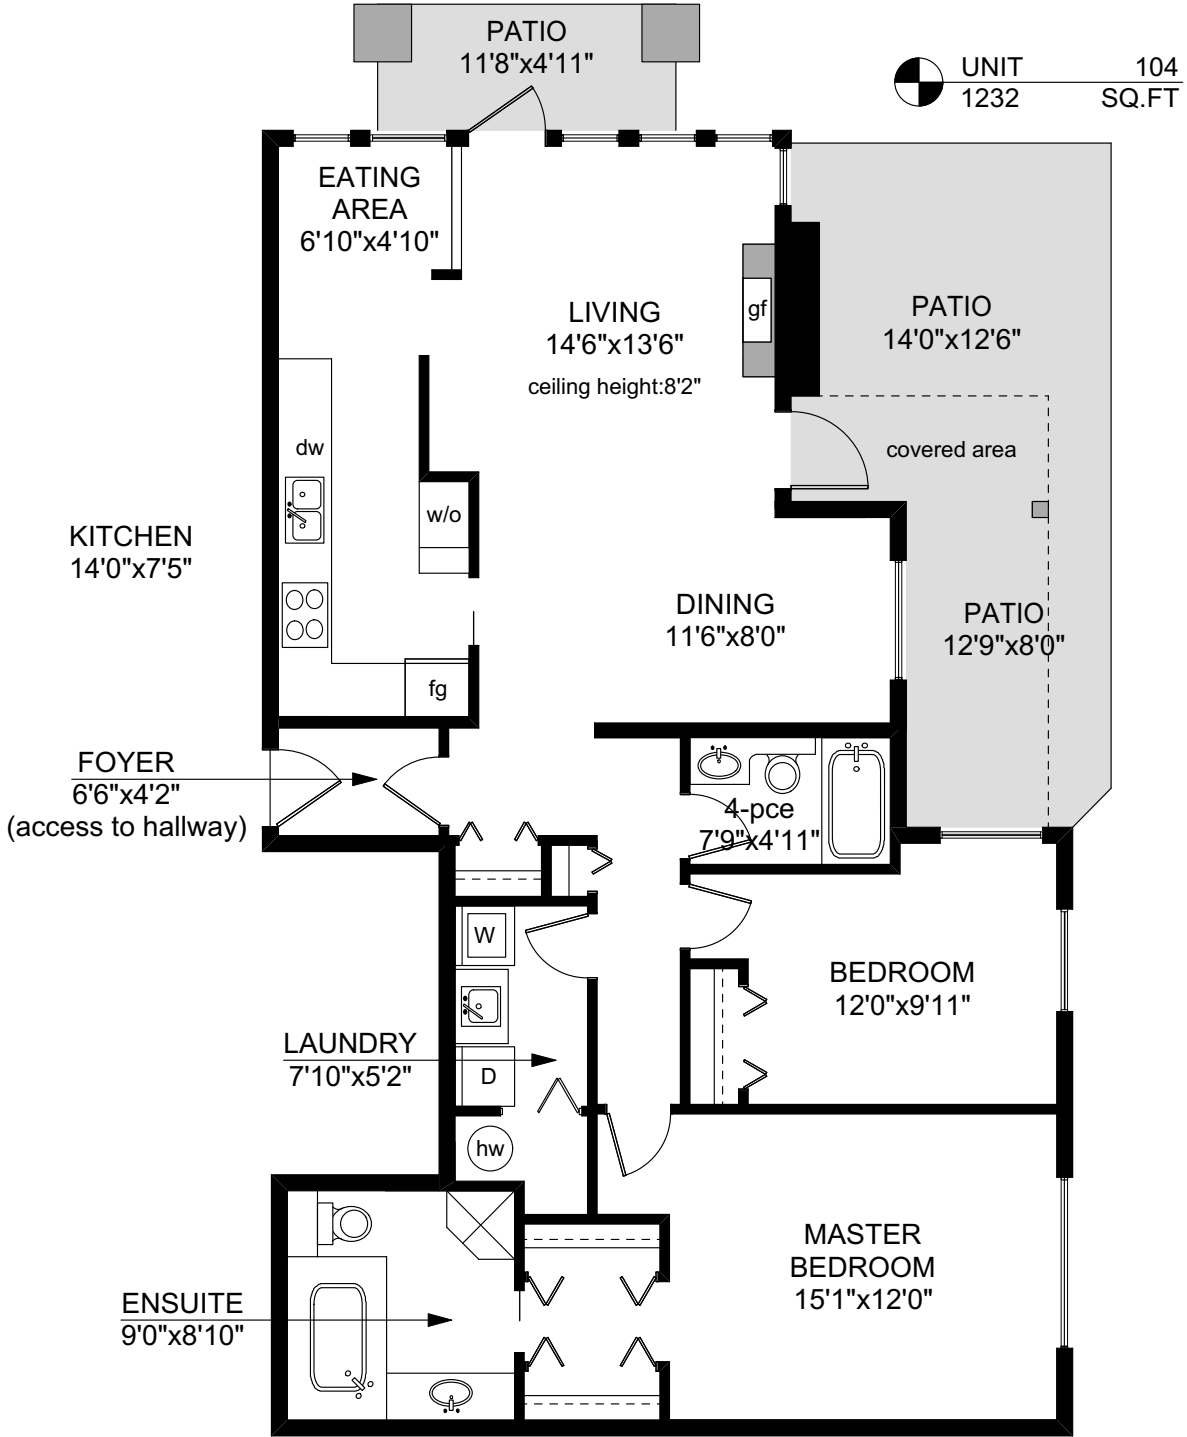 PATIO
11'8"x4'11"
UNIT 104
1232 SQ.FT
EATING
AREA
6'10"x4'10"
LIVING
14'6"x13'6"
ceiling height:8'2"
gf
PATIO
14'0"x12'6"
covered area
dw
w/o
KITCHEN
14'0"x7'5"
DINING
11'6"x8'0"
PATIO
12'9"x8'0"
fg
FOYER
6'6"x4'2"
(access to hallway)
4-pce
7'9"x4'11"
W
BEDROOM
12'0"x9'11"
LAUNDRY
7'10"x5'2"
D
hw
MASTER
BEDROOM
15'1"x12'0"
ENSUITE
9'0"x8'10"